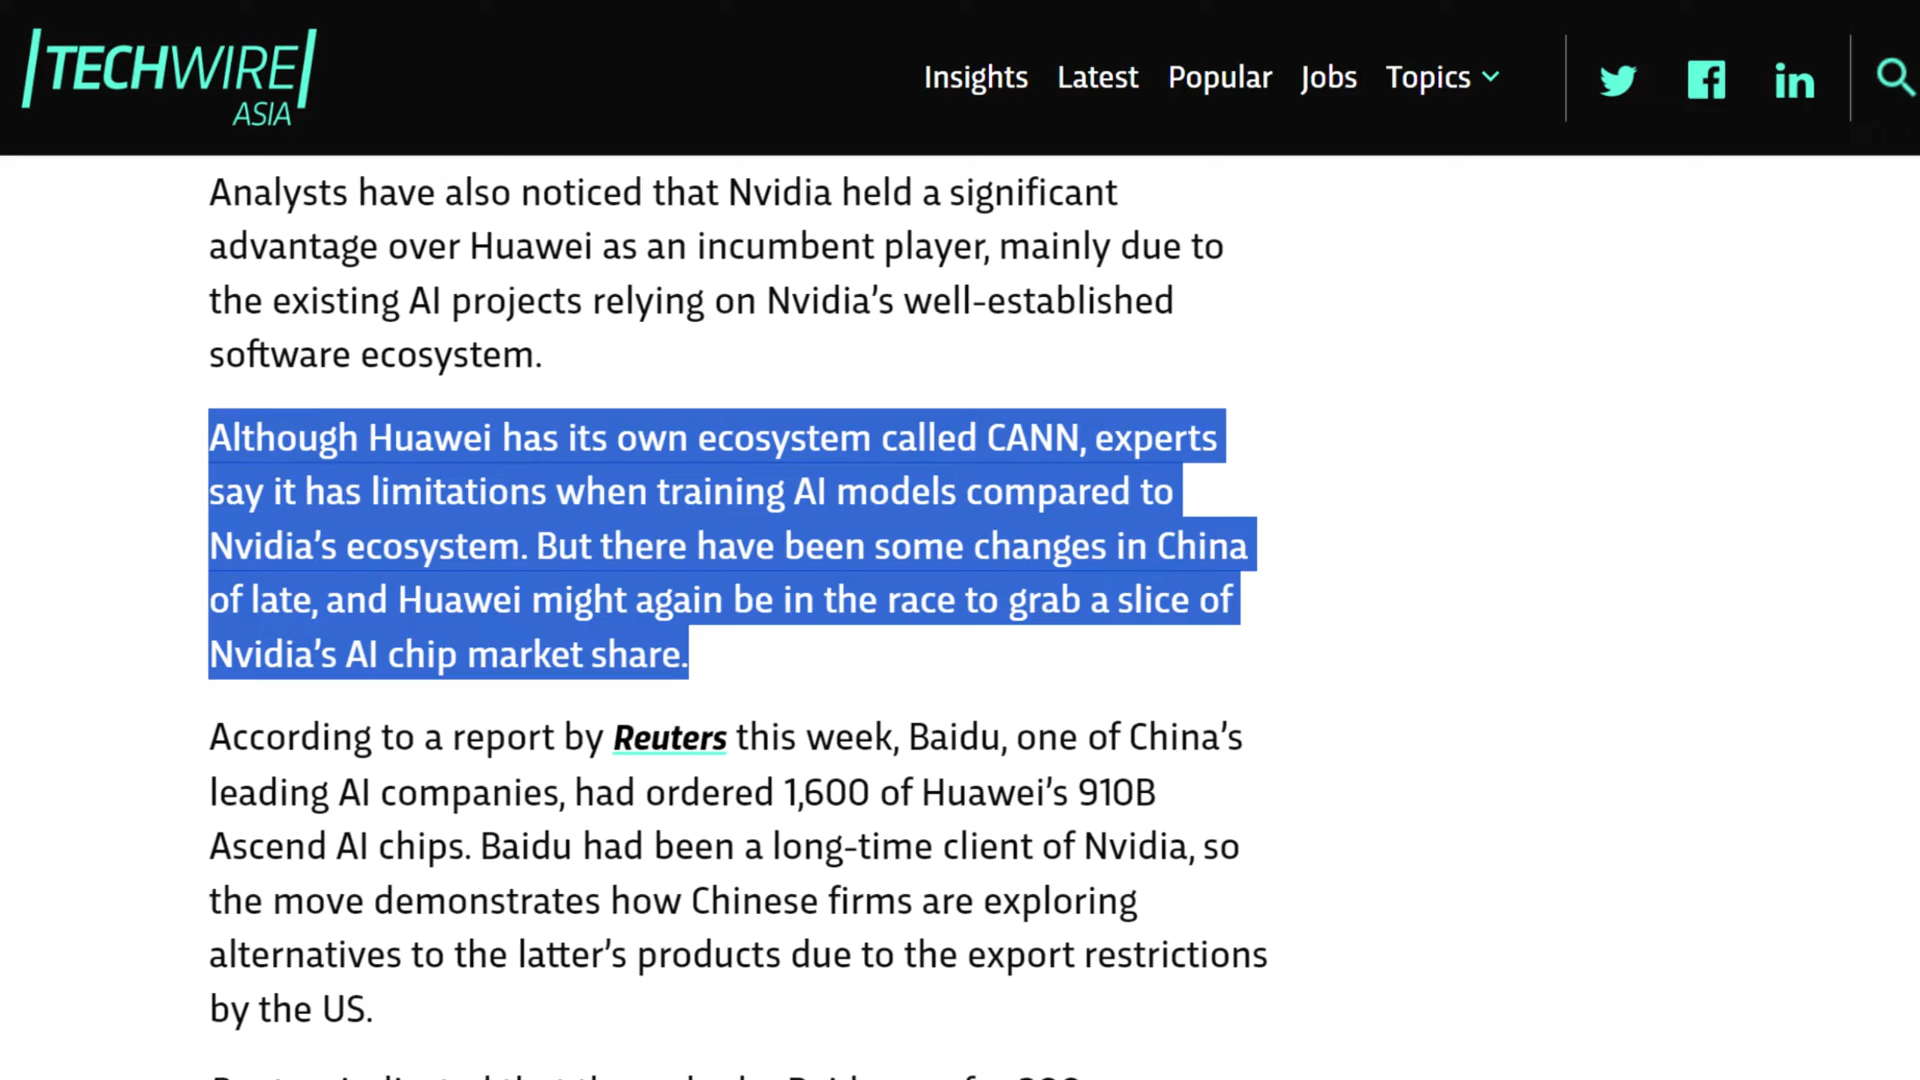 TECHWIRE
ASIA
Insights Latest Popular Jobs Topics
Analysts have also noticed that Nvidia held a significant
advantage over Huawei as an incumbent player, mainly due to
the existing AI projects relying on Nvidia’s well-established
software ecosystem.
Although Huawei has its own ecosystem called CANN, experts
say it has limitations when training AI models compared to
Nvidia’s ecosystem. But there have been some changes in China
of late, and Huawei might again be in the race to grab a slice of
Nvidia’s AI chip market share.
According to a report by Reuters this week, Baidu, one of China’s
leading AI companies, had ordered 1,600 of Huawei’s 910B
Ascend AI chips. Baidu had been a long-time client of Nvidia, so
the move demonstrates how Chinese firms are exploring
alternatives to the latter’s products due to the export restrictions
by the US.